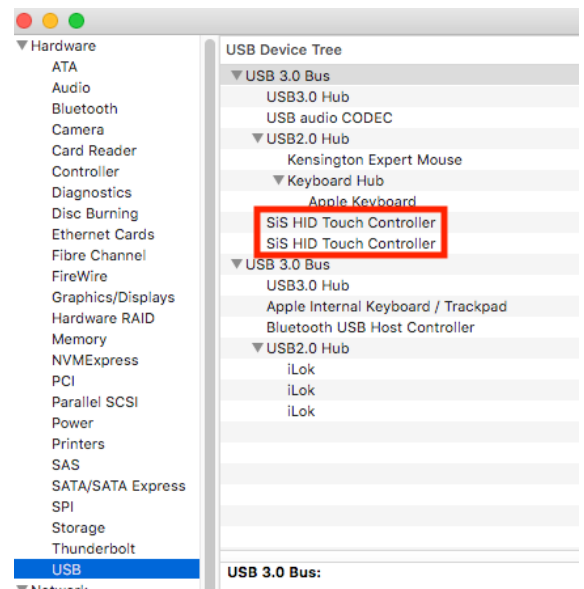 Hardware
ATA
Audio
Bluetooth
Camera
Card Reader
Controller
Diagnostics
Disc Burning
Ethernet Cards
Fibre Channel
FireWire
Graphics/Displays
Hardware RAID
Memory
NVMExpress
PCI
Parallel SCSI
Power
Printers
SAS
SATA/SATA Express
SPI
Storage
Thunderbolt
USB
Network
USB Device Tree
USB 3.0 Bus
USB3.0 Hub
USB audio CODEC
USB2.0 Hub
Kensington Expert Mouse
Keyboard Hub
Apple Keyboard
SiS HID Touch Controller
SiS HID Touch Controller
USB 3.0 Bus
USB3.0 Hub
Apple Internal Keyboard / Trackpad
Bluetooth USB Host Controller
USB2.0 Hub
iLok
iLok
iLok
USB 3.0 Bus: